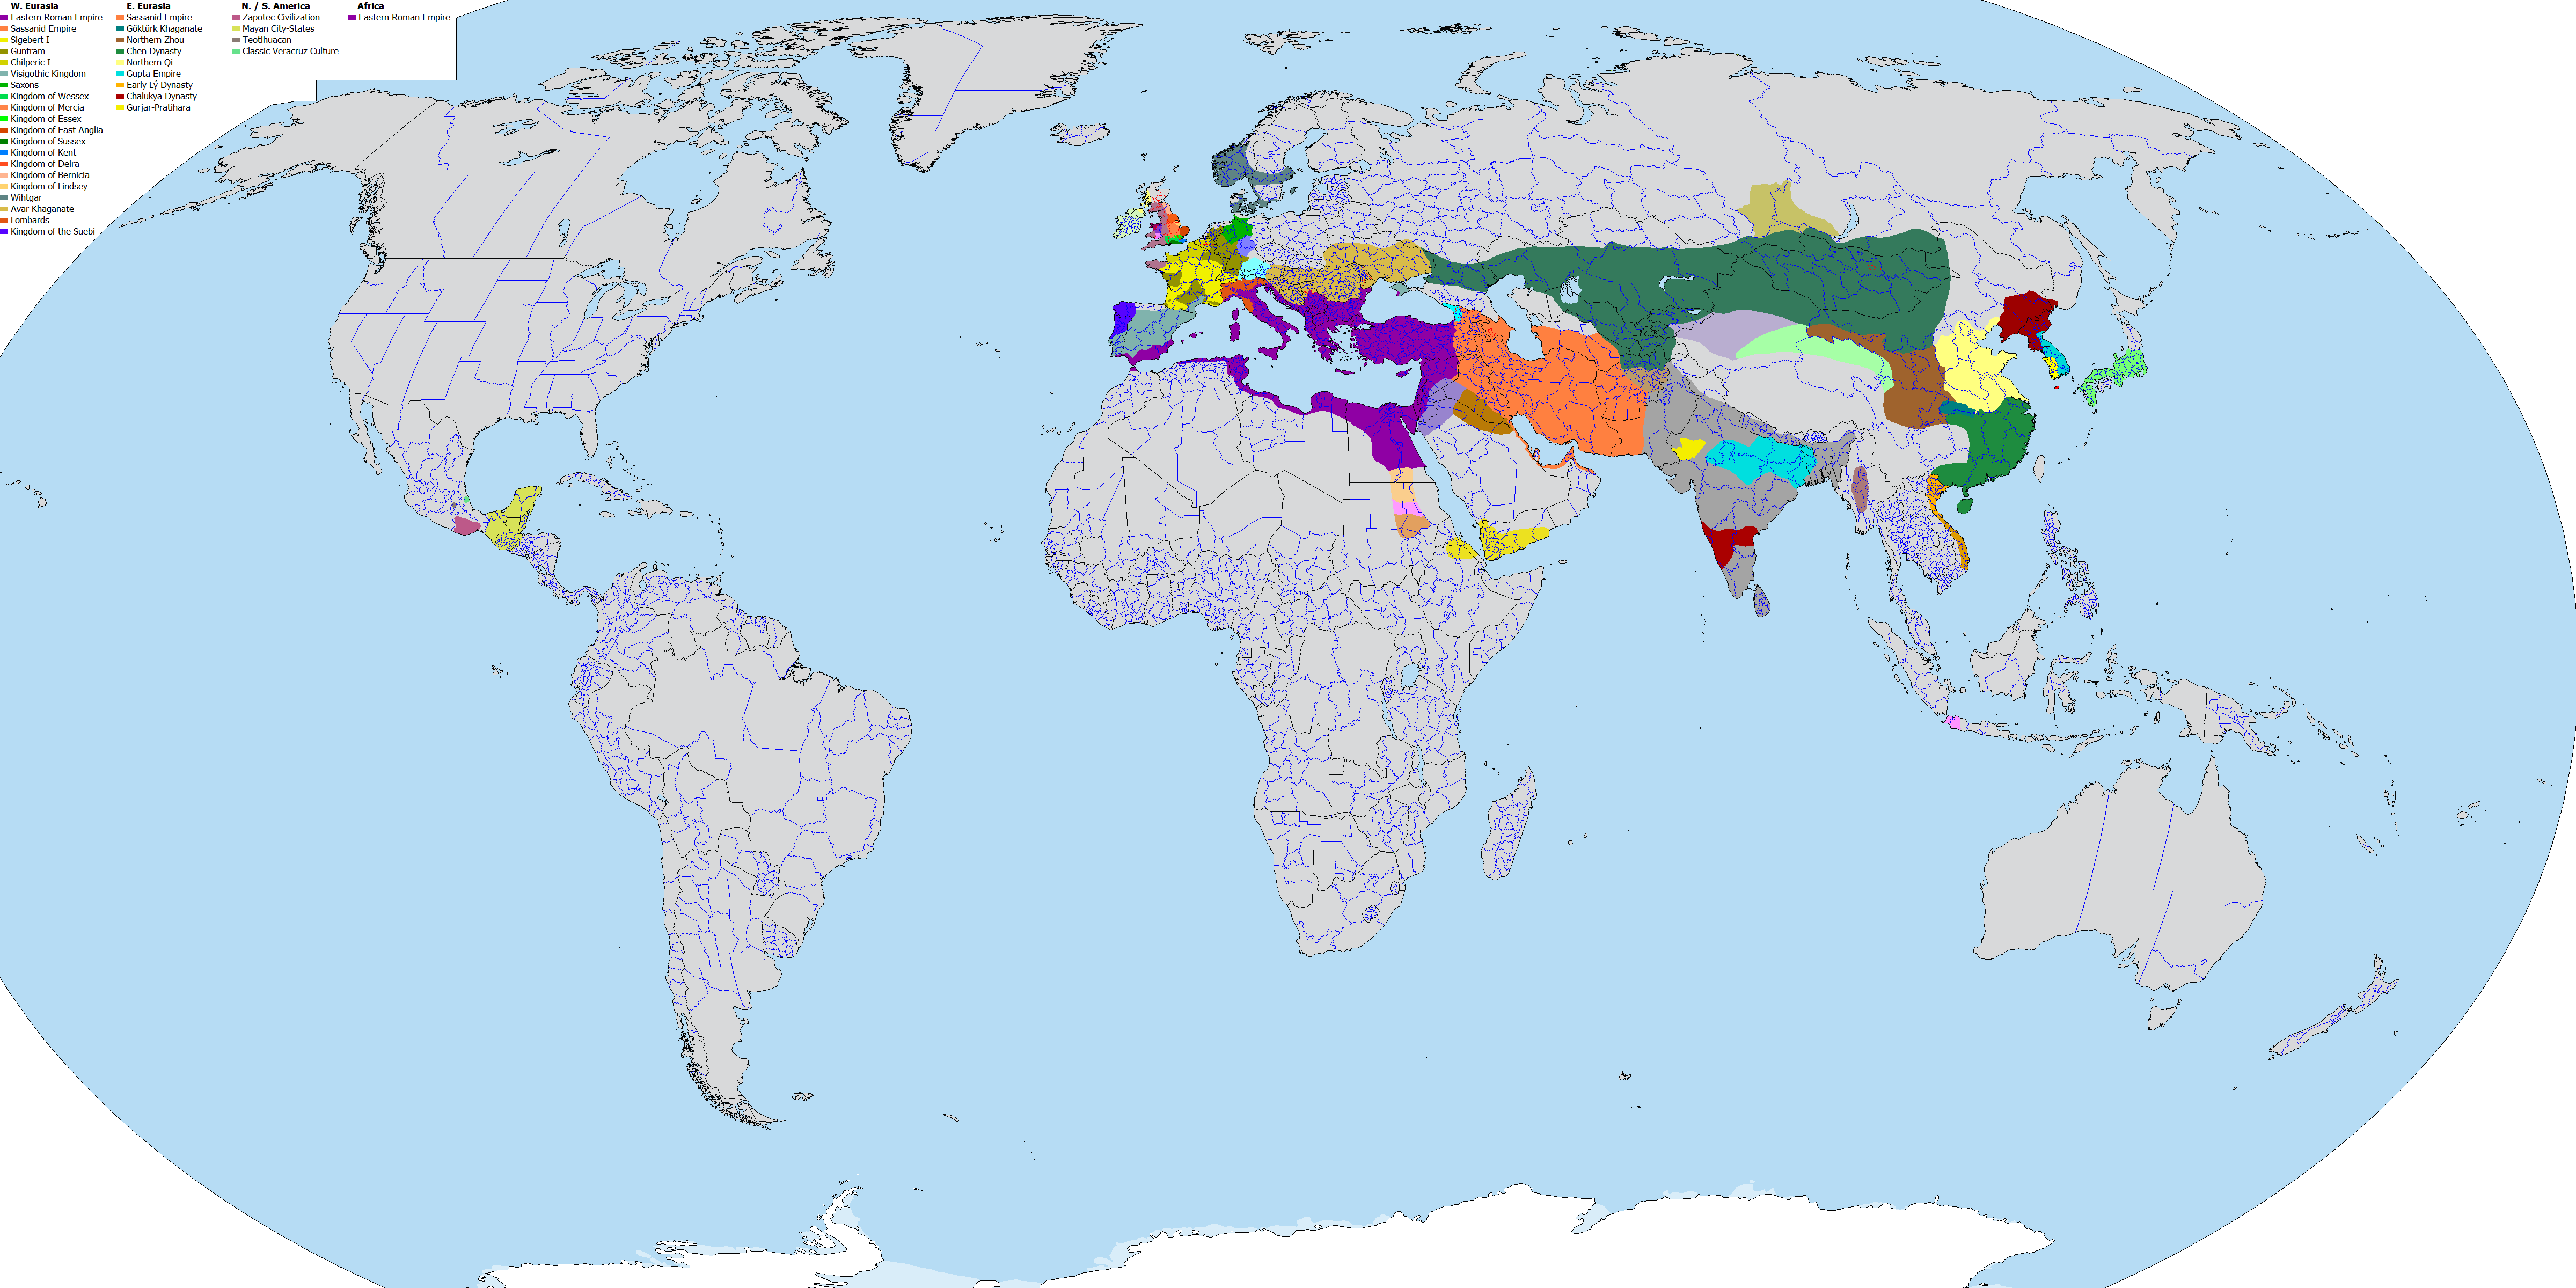 W. Eurasia
Eastern Roman Empire
Sassanid Empire
Sigebert I
Guntram
Chilperic I
Visigothic Kingdom
Saxons
Kingdom of Wessex
Kingdom of Mercia
Kingdom of Essex
Kingdom of East Anglia
Kingdom of Sussex
Kingdom of Kent
Kingdom of Deira
Kingdom of Bernicia
Kingdom of Lindsey
Wihtgar
Avar Khaganate
Lombards
Kingdom of the Suebi
E. Eurasia
Sassanid Empire
Göktürk Khaganate
Northern Zhou
Chen Dynasty
Northern Qi
Gupta Empire
Early Lý Dynasty
Chalukya Dynasty
Gurjar-Pratihara
N. / S. America
Zapotec Civilization
Mayan City-States
Teotihuacan
Classic Veracruz Culture
Africa
Eastern Roman Empire